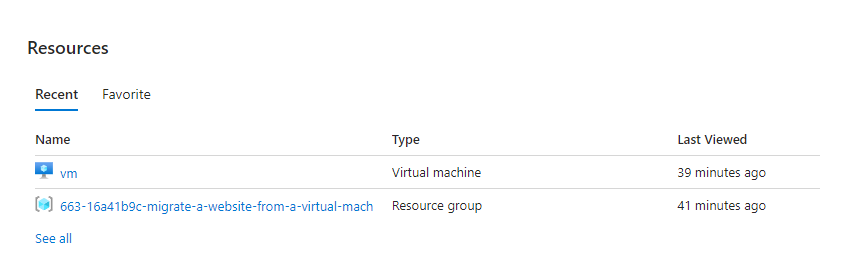 Resources
Recent Favorite
Name Type Last Viewed
vm Virtual machine 39 minutes ago
663-16a41b9c-migrate-a-website-from-a-virtual-mach Resource group 41 minutes ago
See all